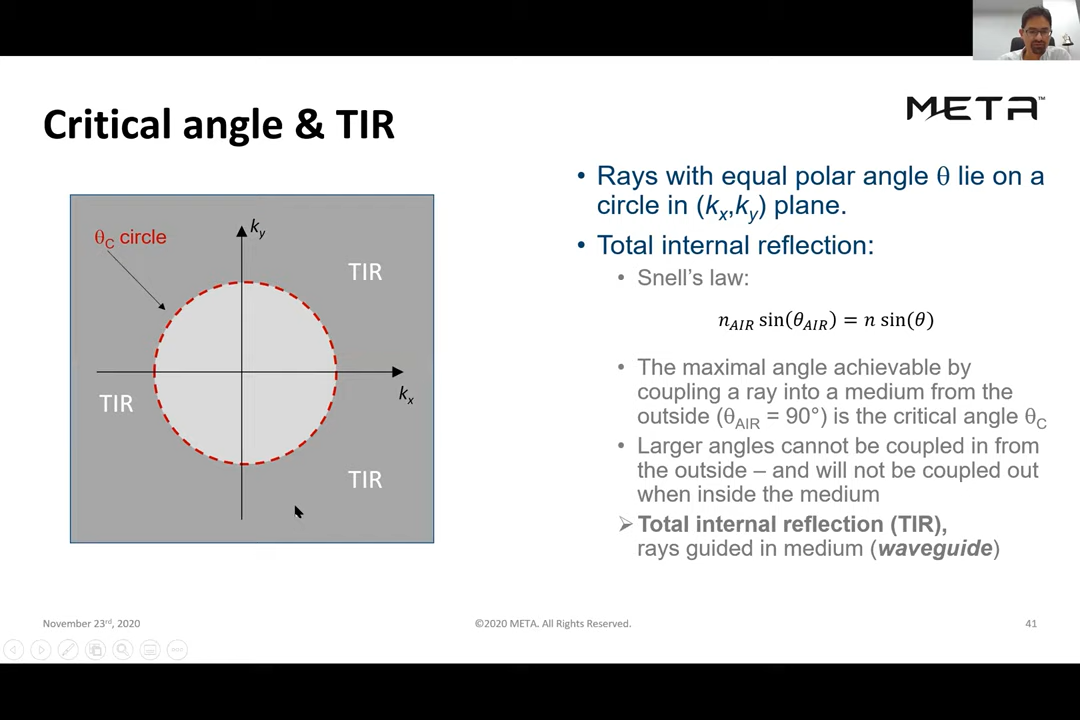 META™
Critical angle & TIR
θC circle
ky
kx
TIR
TIR
TIR
• Rays with equal polar angle θ lie on a
circle in (kx,ky) plane.
• Total internal reflection:
• Snell's law:
nAIR sin(θAIR) = n sin(θ)
• The maximal angle achievable by
coupling a ray into a medium from the
outside (θAIR = 90°) is the critical angle θC
• Larger angles cannot be coupled in from
the outside – and will not be coupled out
when inside the medium
➢ Total internal reflection (TIR),
rays guided in medium (waveguide)
November 23rd, 2020
©2020 META. All Rights Reserved.
41